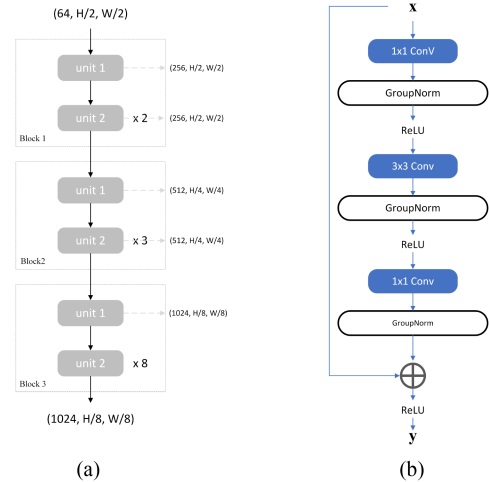 (64, H/2, W/2)
unit 1
(256, H/2, W/2)
unit 2
x 2
(256, H/2, W/2)
Block 1
unit 1
(512, H/4, W/4)
unit 2
x 3
(512, H/4, W/4)
Block2
unit 1
(1024, H/8, W/8)
unit 2
x 8
Block 3
(1024, H/8, W/8)
(a)
x
1x1 ConV
GroupNorm
ReLU
3x3 Conv
GroupNorm
ReLU
1x1 Conv
GroupNorm
ReLU
y
(b)